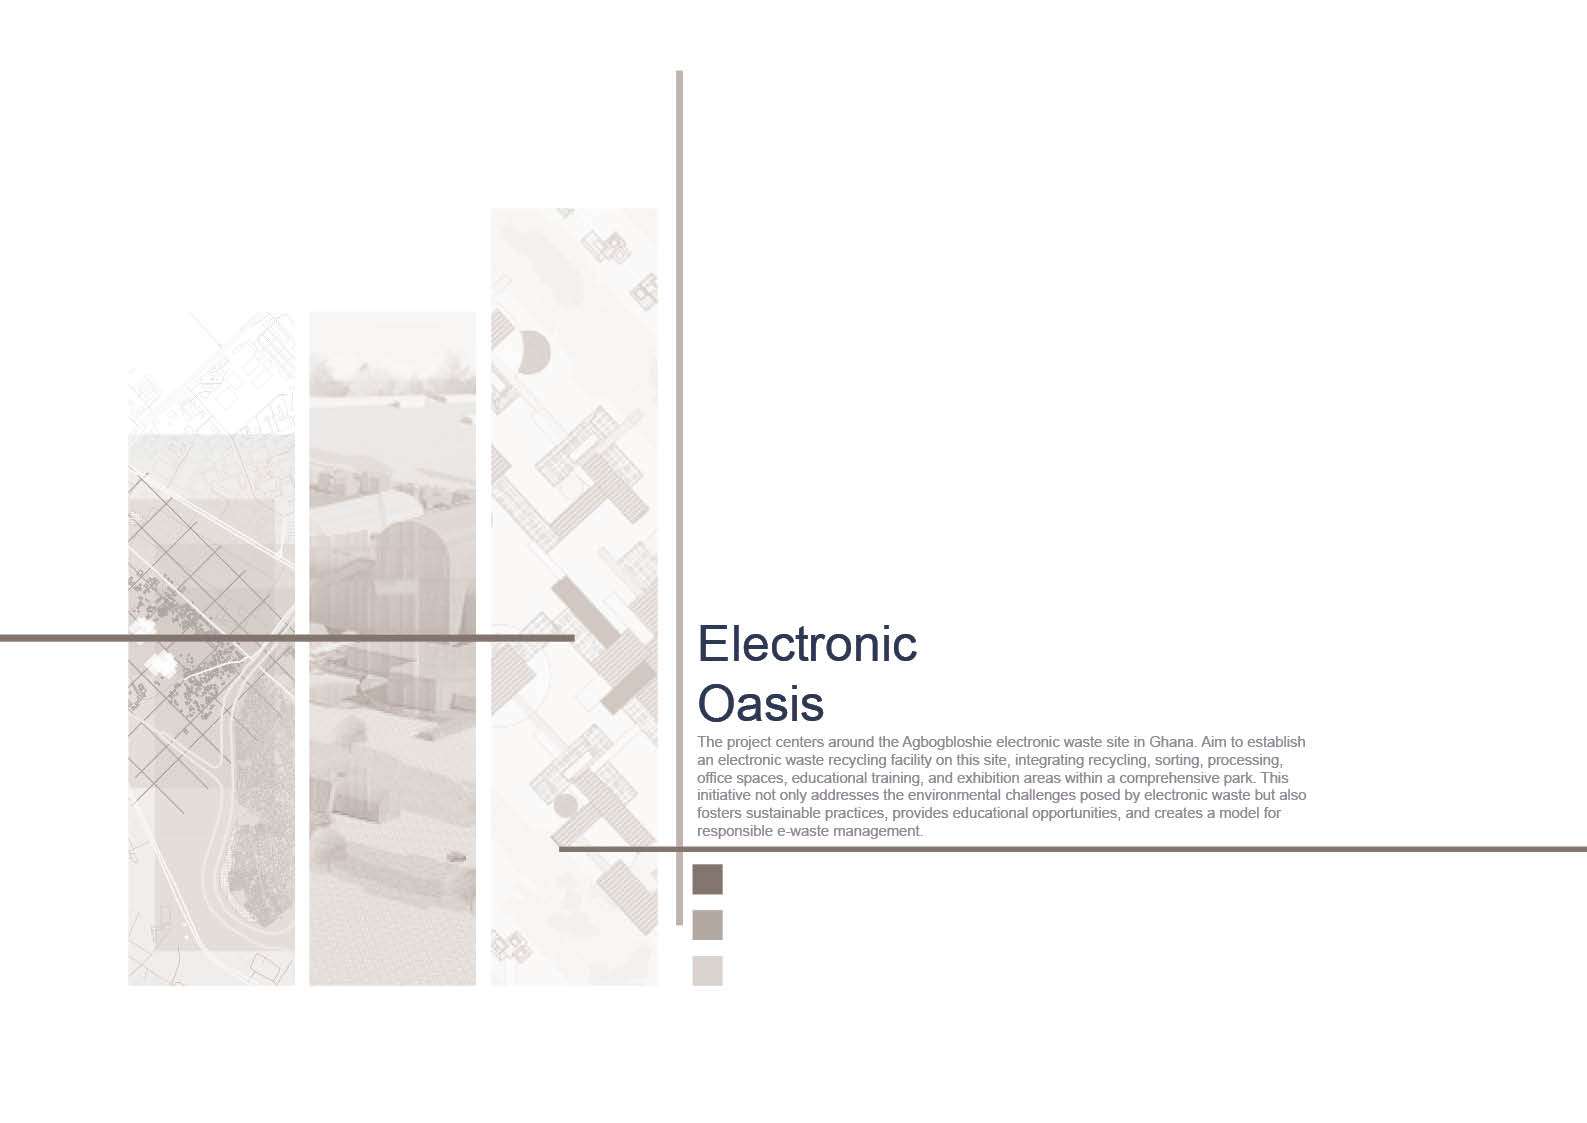 Electronic
Oasis
The project centers around the Agbogbloshie electronic waste site in Ghana. Aim to establish
an electronic waste recycling facility on this site, integrating recycling, sorting, processing,
office spaces, educational training, and exhibition areas within a comprehensive park. This
initiative not only addresses the environmental challenges posed by electronic waste but also
fosters sustainable practices, provides educational opportunities, and creates a model for
responsible e-waste management.